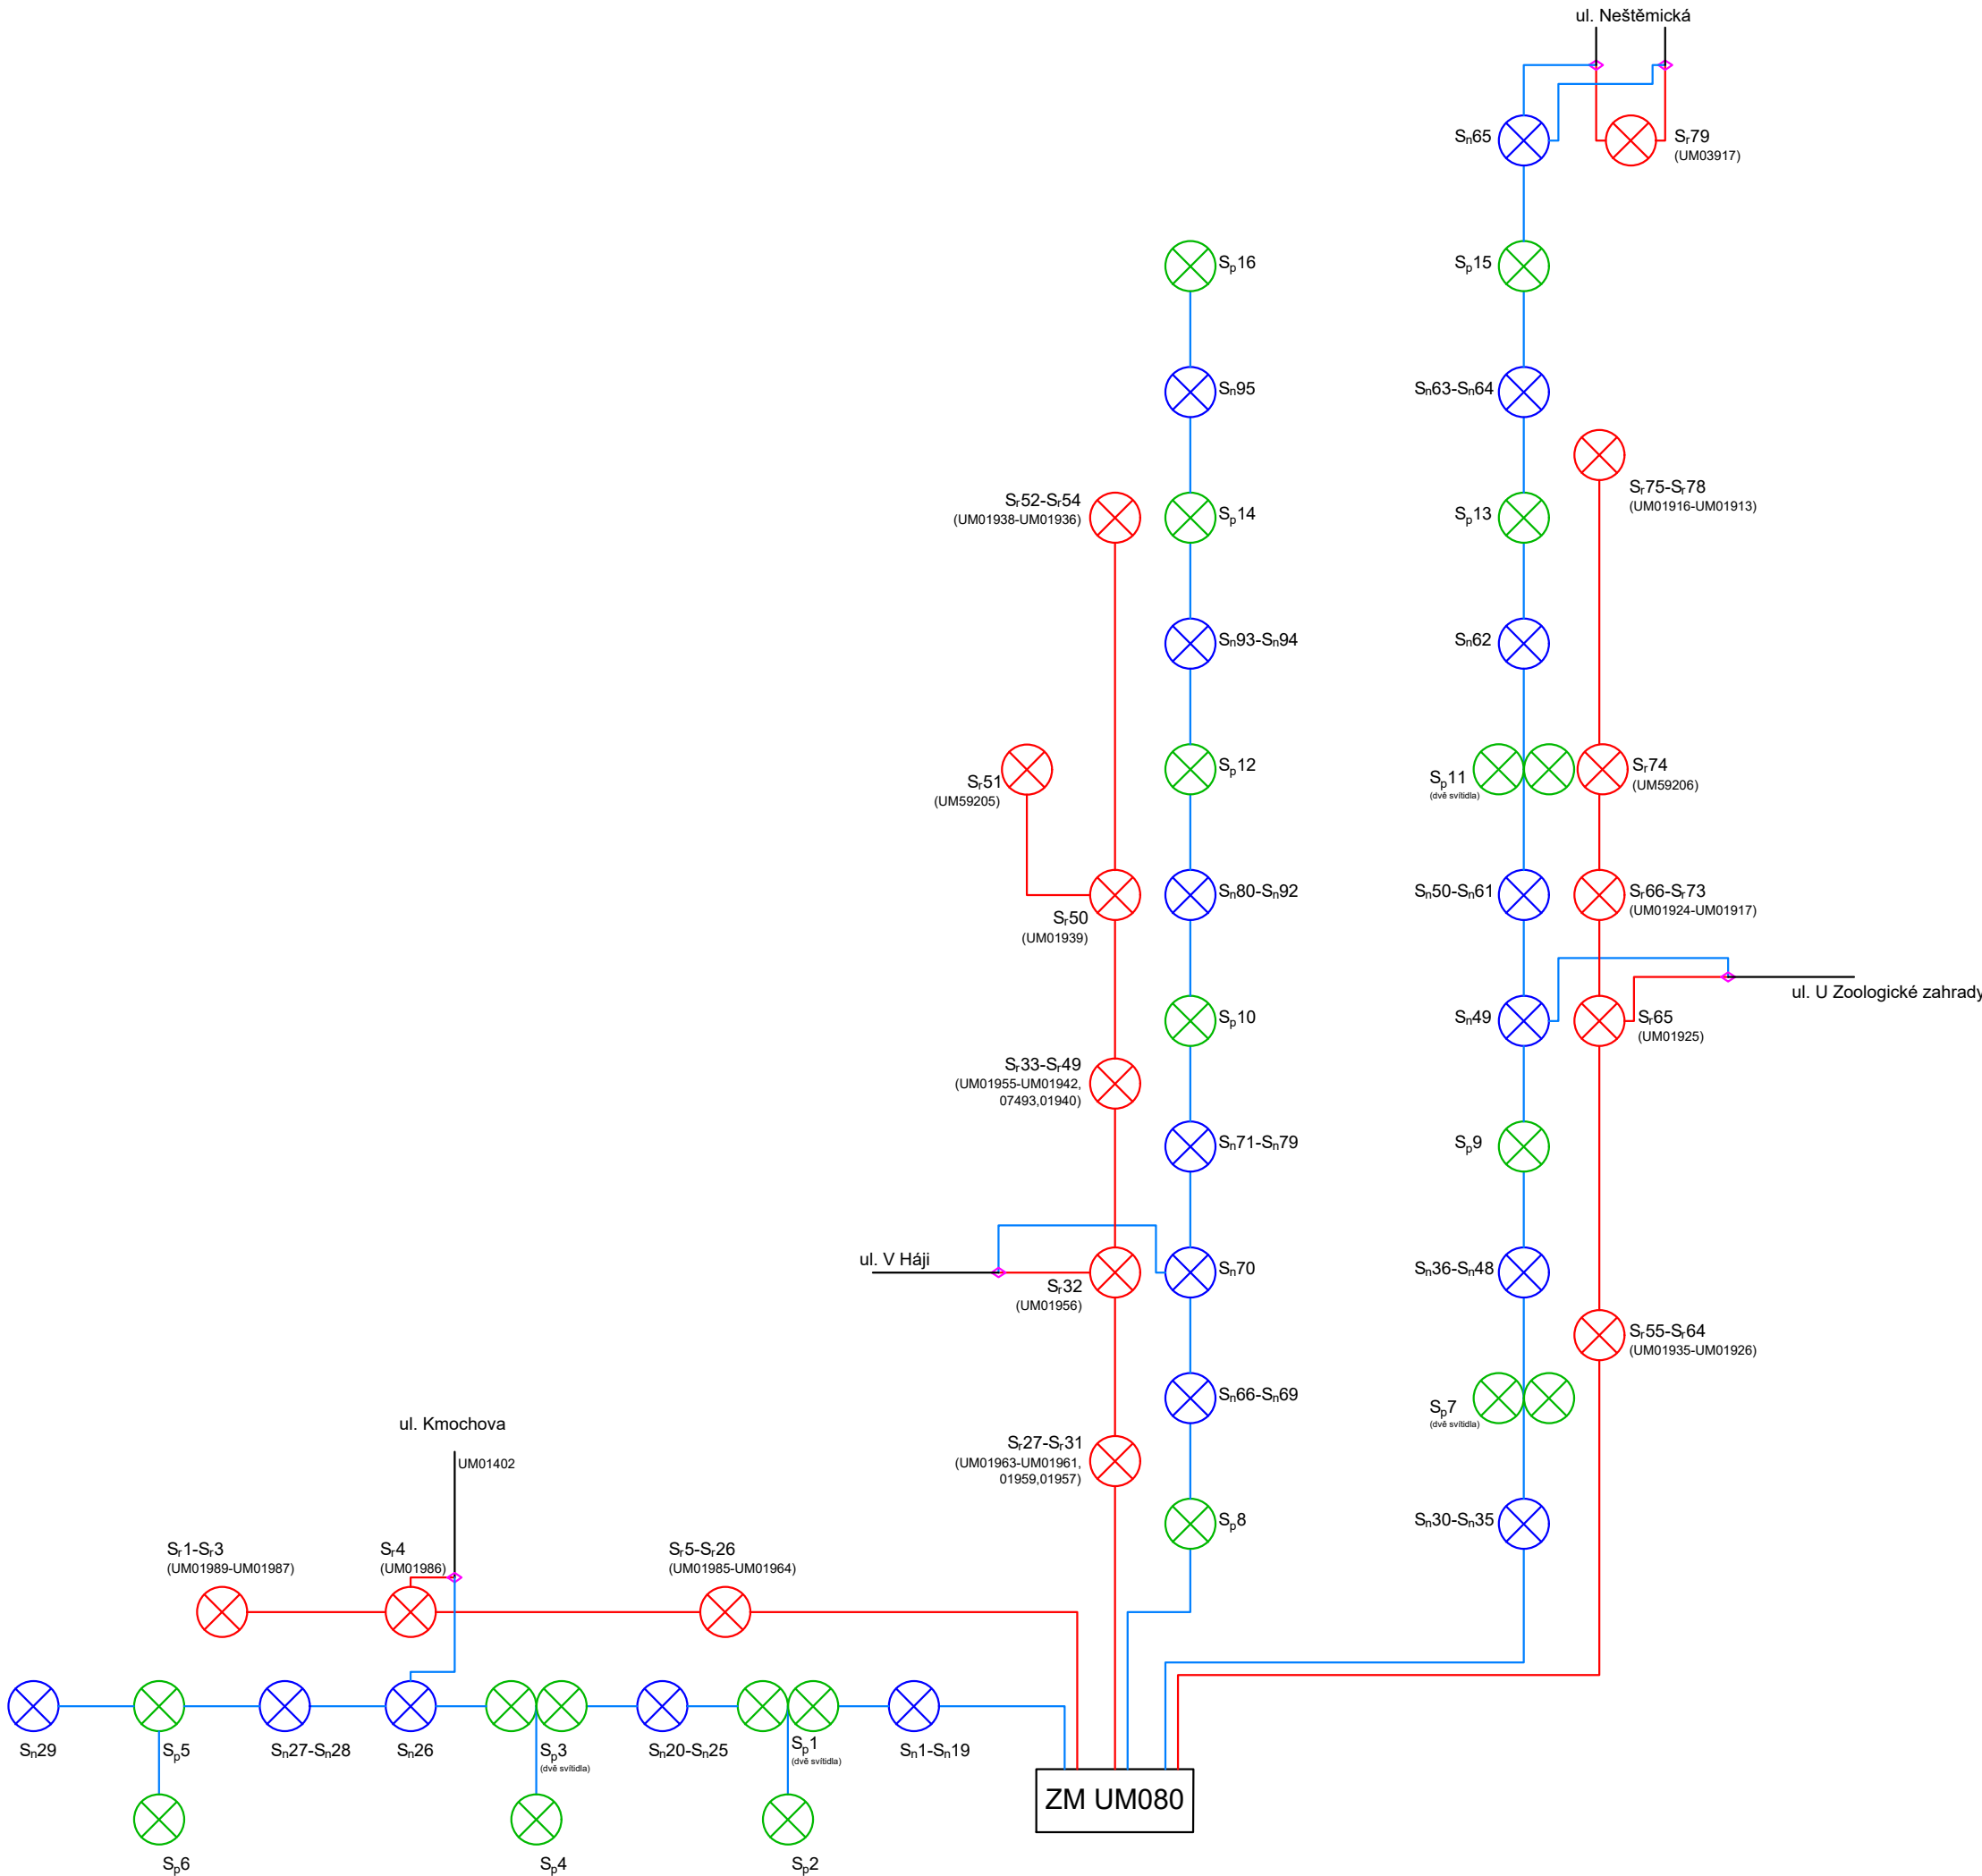 ul. Neštěmická
Sn65
Sr79
(UM03917)
Sp16
Sp15
Sn95
Sn63-Sn64
Sr52-Sr54
(UM01938-UM01936)
Sp14
Sp13
Sr75-Sr78
(UM01916-UM01913)
Sn93-Sn94
Sn62
Sr51
(UM59205)
Sp12
Sp11
(dvě svítidla)
Sr74
(UM59206)
Sr50
(UM01939)
Sn80-Sn92
Sn50-Sn61
Sr66-Sr73
(UM01924-UM01917)
ul. U Zoologické zahrady
Sp10
Sn49
Sr65
(UM01925)
Sr33-Sr49
(UM01955-UM01942,
07493,01940)
Sn71-Sn79
Sp9
ul. V Háji
Sr32
(UM01956)
Sn70
Sn36-Sn48
Sr55-Sr64
(UM01935-UM01926)
Sn66-Sn69
Sp7
(dvě svítidla)
ul. Kmochova
UM01402
Sr27-Sr31
(UM01963-UM01961,
01959,01957)
Sp8
Sn30-Sn35
Sr1-Sr3
(UM01989-UM01987)
Sr4
(UM01986)
Sr5-Sr26
(UM01985-UM01964)
Sn29
Sp5
Sn27-Sn28
Sn26
Sp3
(dvě svítidla)
Sn20-Sn25
Sp1
(dvě svítidla)
Sn1-Sn19
ZM UM080
Sp6
Sp4
Sp2